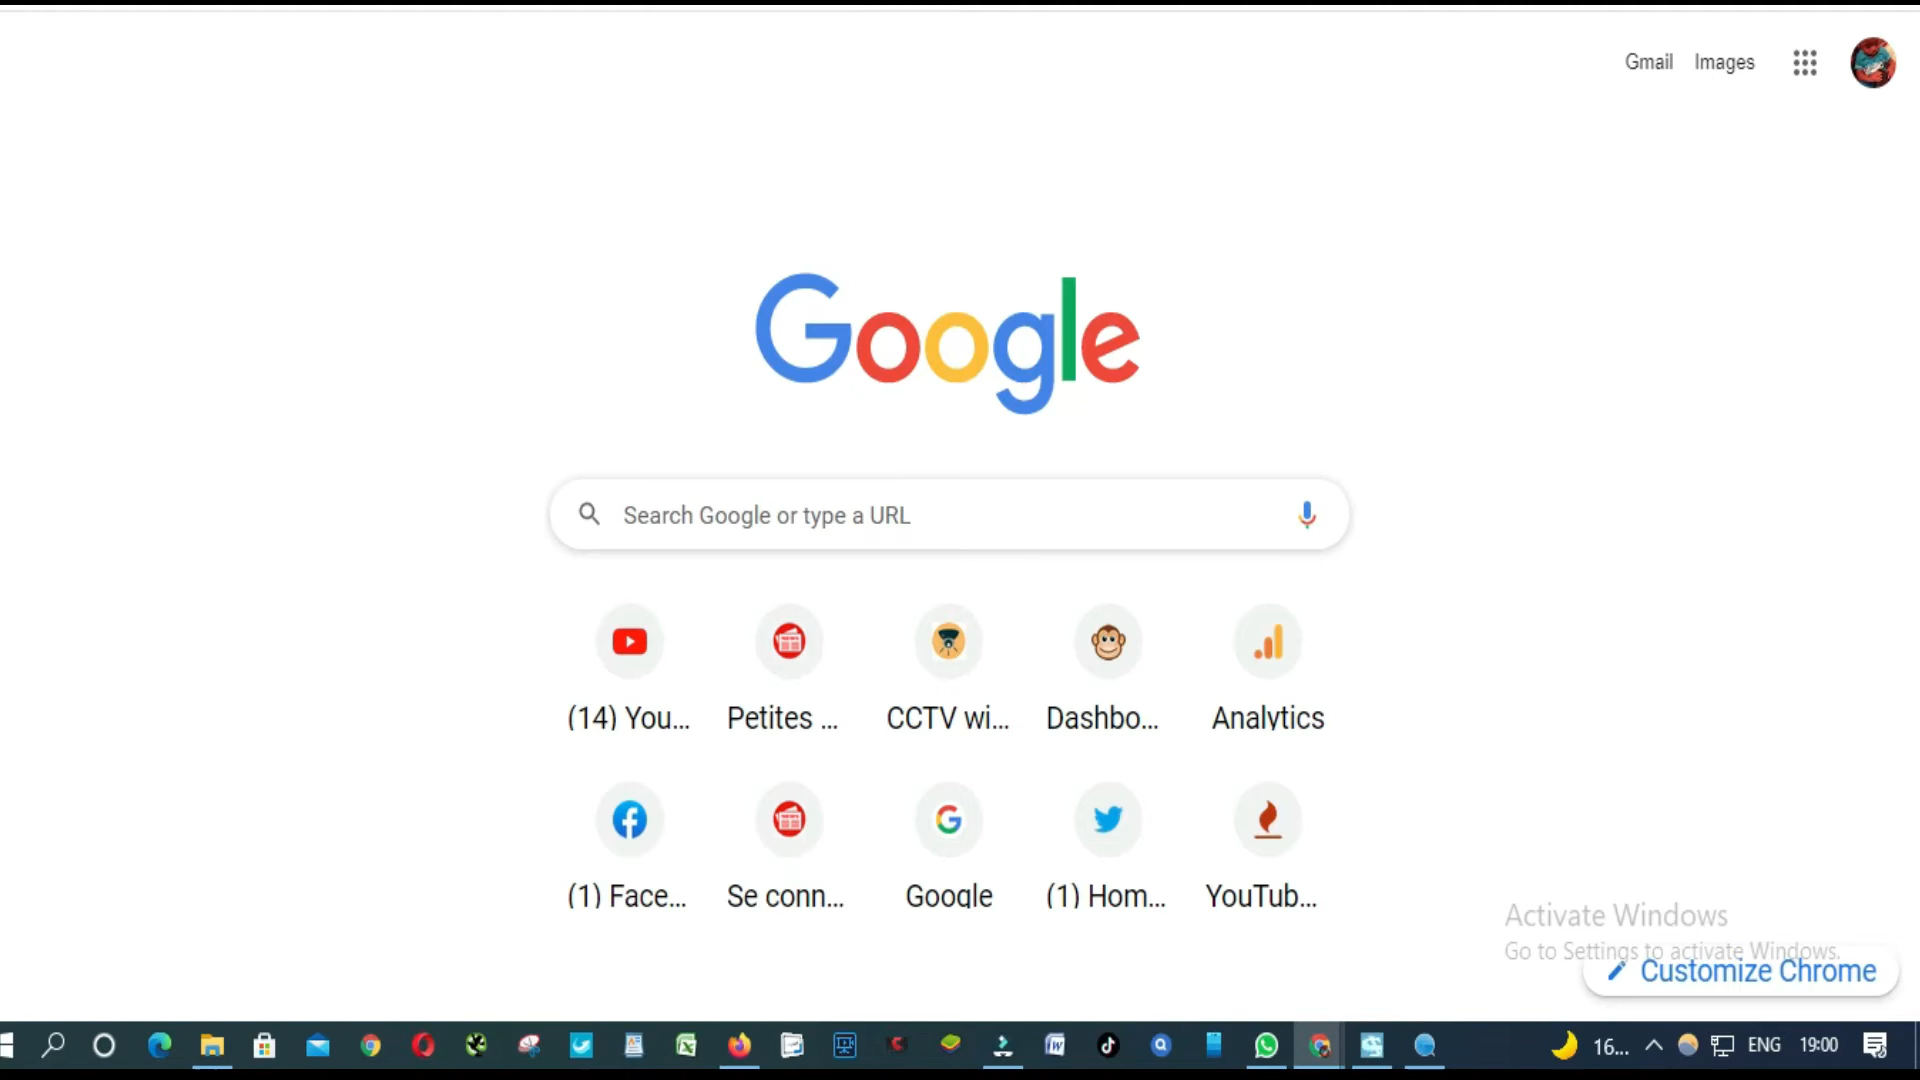 Gmail Images
Google
Search Google or type a URL
(14) You...
Petites ...
CCTV wi...
Dashbo...
Analytics
(1) Face...
Se conn...
Google
(1) Hom...
YouTub...
Activate Windows
Go to Settings to activate Windows.
Customize Chrome
16... ENG 19:00